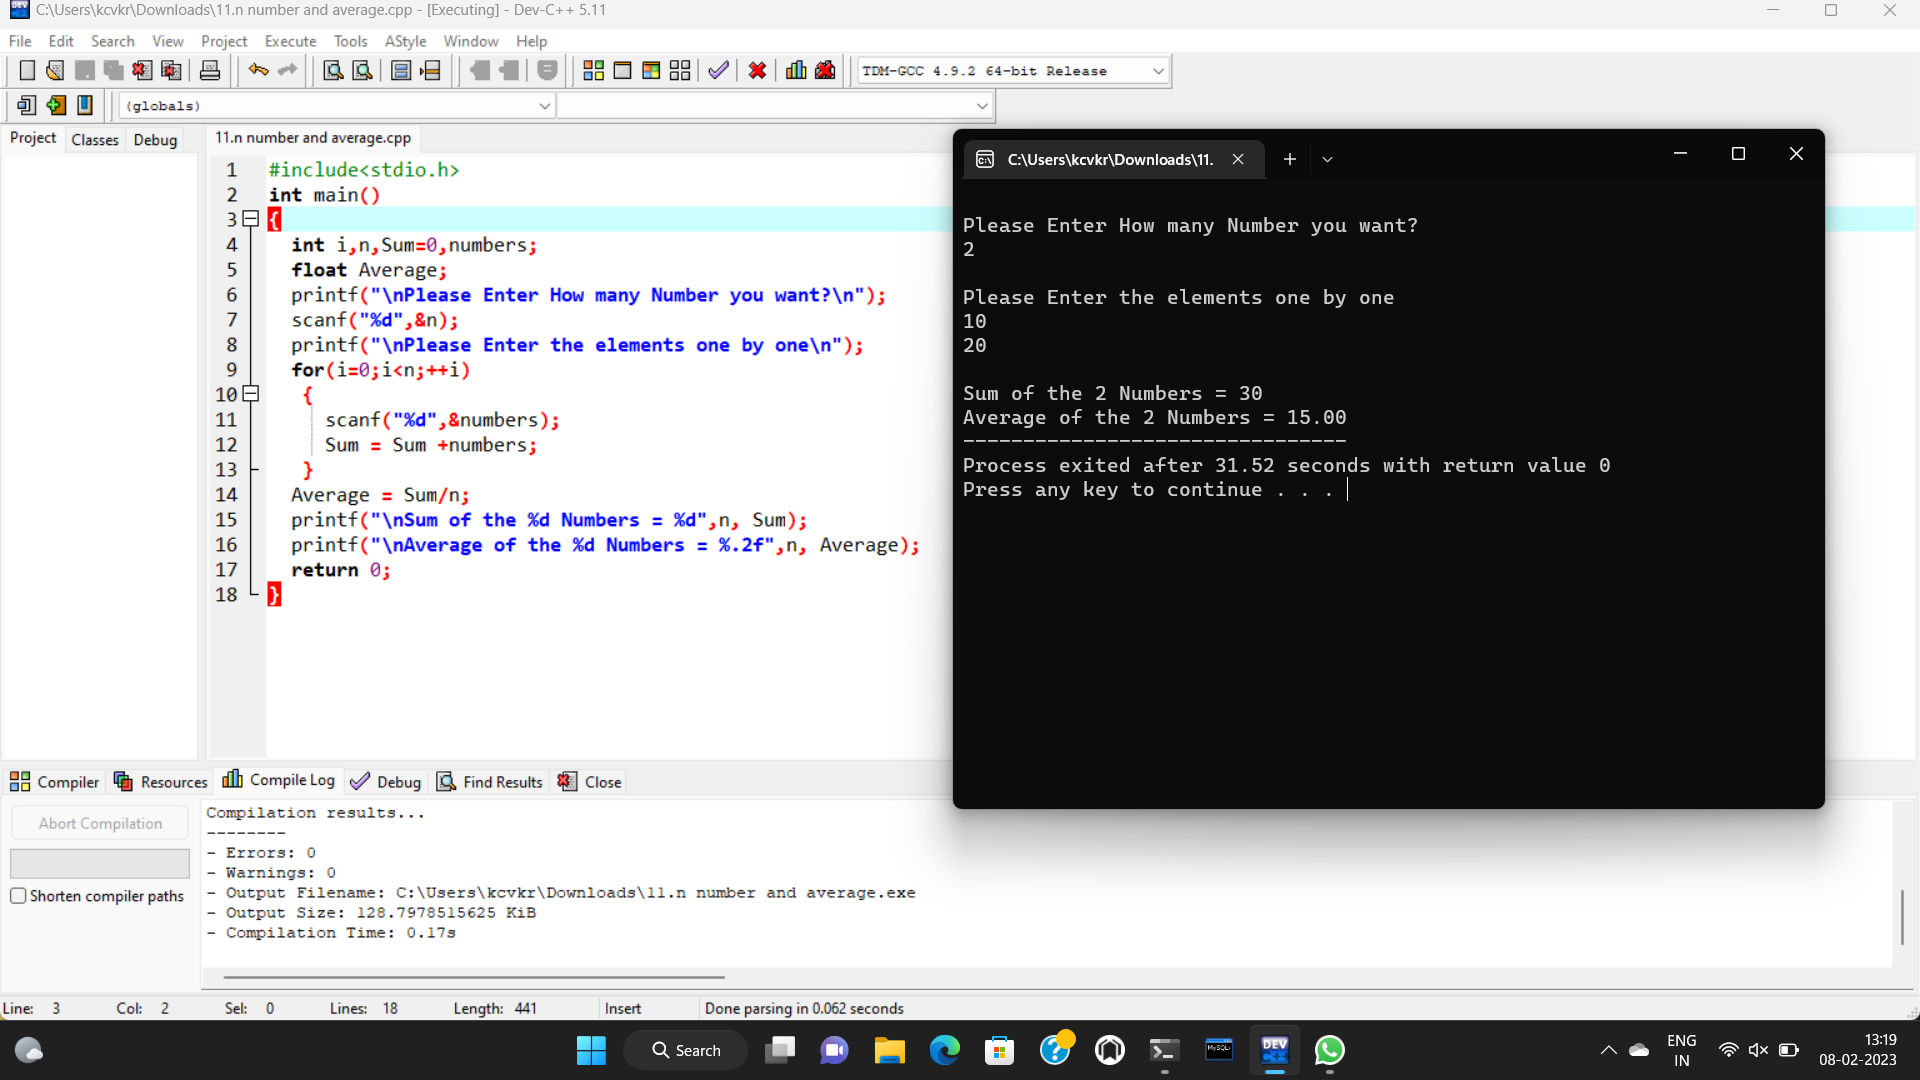 C:\Users\kcvkr\Downloads\11.n number and average.cpp - [Executing] - Dev-C++ 5.11
File Edit Search View Project Execute Tools AStyle Window Help
TDM-GCC 4.9.2 64-bit Release
(globals)
Project Classes Debug
11.n number and average.cpp
1 #include<stdio.h>
2 int main()
3 {
4 int i,n,Sum=0,numbers;
5 float Average;
6 printf("\nPlease Enter How many Number you want?\n");
7 scanf("%d",&n);
8 printf("\nPlease Enter the elements one by one\n");
9 for(i=0;i<n;++i)
10 {
11 scanf("%d",&numbers);
12 Sum = Sum +numbers;
13 }
14 Average = Sum/n;
15 printf("\nSum of the %d Numbers = %d",n, Sum);
16 printf("\nAverage of the %d Numbers = %.2f",n, Average);
17 return 0;
18 }
C:\Users\kcvkr\Downloads\11.
Please Enter How many Number you want?
2
Please Enter the elements one by one
10
20
Sum of the 2 Numbers = 30
Average of the 2 Numbers = 15.00
--------------------------------
Process exited after 31.52 seconds with return value 0
Press any key to continue . . .
Compiler Resources Compile Log Debug Find Results Close
Abort Compilation
Shorten compiler paths
Compilation results...
--------
- Errors: 0
- Warnings: 0
- Output Filename: C:\Users\kcvkr\Downloads\11.n number and average.exe
- Output Size: 128.7978515625 KiB
- Compilation Time: 0.17s
Line: 3 Col: 2 Sel: 0 Lines: 18 Length: 441 Insert Done parsing in 0.062 seconds
Search
MySQL
DEV C++
ENG
IN
13:19
08-02-2023